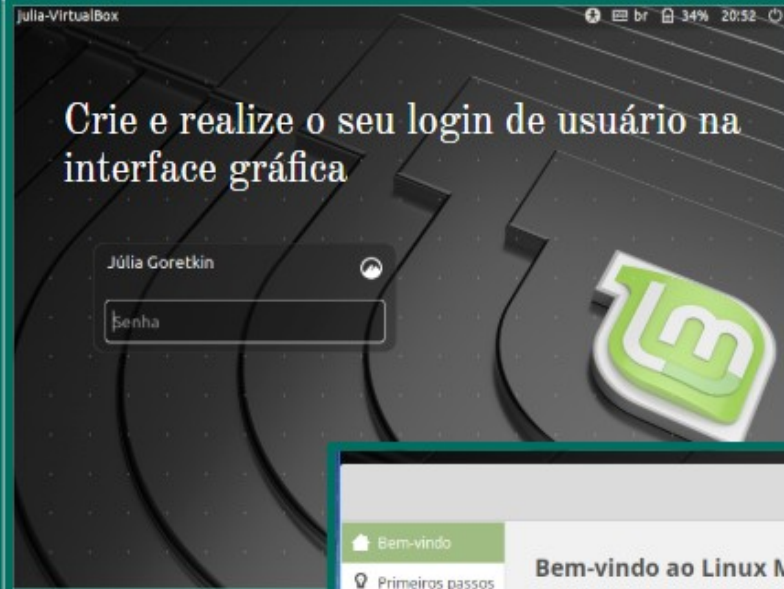 Julia-VirtualBox
br 34% 20:52
Crie e realize o seu login de usuário na
interface gráfica
Júlia Goretkin
Senha
lm
Bem-vindo
Primeiros passos
Bem-vindo ao Linux M